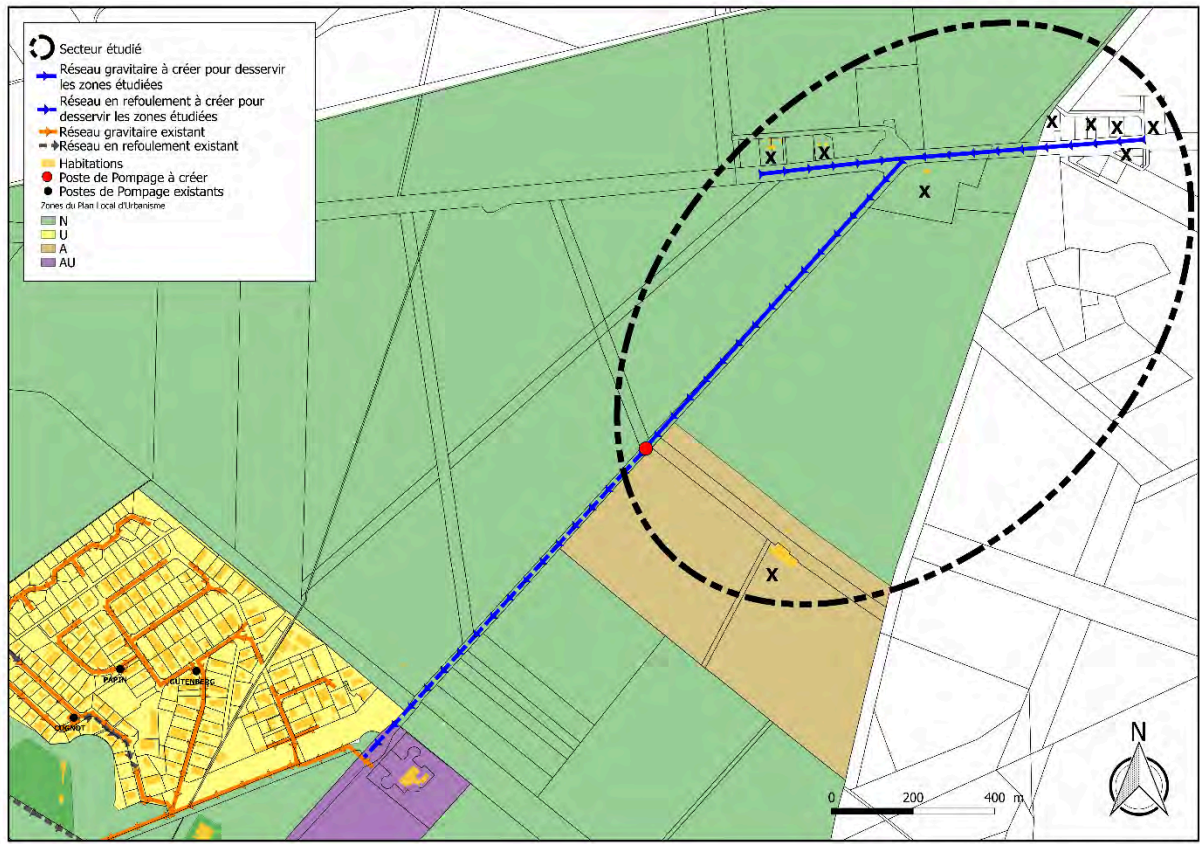 Secteur étudié
Réseau gravitaire à créer pour desservir
les zones étudiées
Réseau en refoulement à créer pour
desservir les zones étudiées
Réseau gravitaire existant
Réseau en refoulement existant
Habitations
Poste de Pompage à créer
Postes de Pompage existants
Zones du Plan Local d'Urbanisme
N
U
A
AU
X X X X
X X X
X
X
PAPIN
GUTENBERG
CUGNOT
N
0 200 400 m